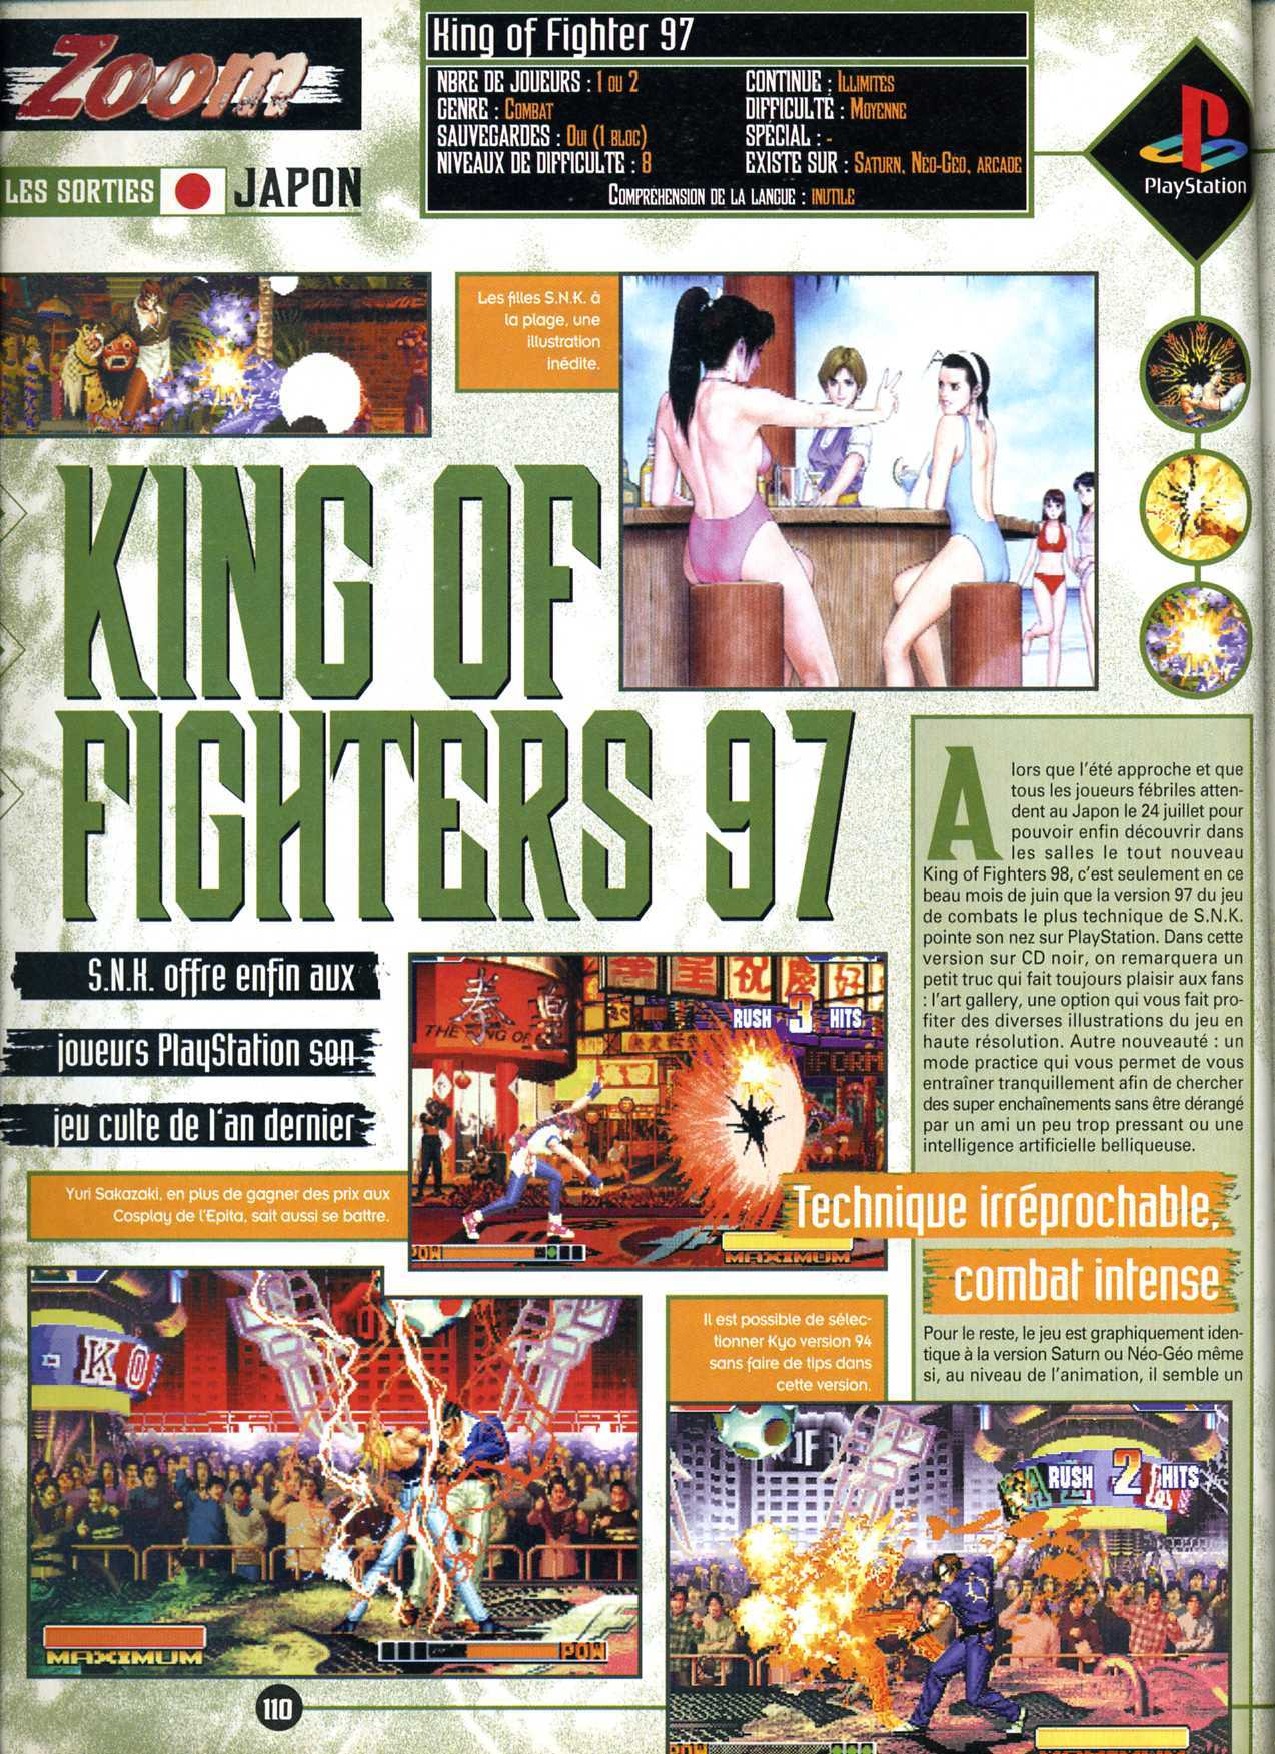 Zoom
LES SORTIES JAPON
King of Fighter 97
NBRE DE JOUEURS : 1 OU 2
GENRE : COMBAT
SAUVEGARDES : OUI (1 BLOC)
NIVEAUX DE DIFFICULTE : 8
CONTINUE : ILLIMITÉS
DIFFICULTÉ : MOYENNE
SPÉCIAL : -
EXISTE SUR : SATURN, NÉO-GÉO, ARCADE
COMPRÉHENSION DE LA LANGUE : INUTILE
PlayStation
Les filles S.N.K. à
la plage, une
illustration
inédite.
KING OF
FIGHTERS 97
S.N.K. offre enfin aux
joueurs PlayStation son
jeu culte de l'an dernier
Yuri Sakazaki, en plus de gagner des prix aux
Cosplay de l'Epita, sait aussi se battre.
THE KING OF
RUSH 3 HITS
POW
MAXIMUM
Alors que l'été approche et que
tous les joueurs fébriles atten-
dent au Japon le 24 juillet pour
pouvoir enfin découvrir dans
les salles le tout nouveau
King of Fighters 98, c'est seulement en ce
beau mois de juin que la version 97 du jeu
de combats le plus technique de S.N.K.
pointe son nez sur PlayStation. Dans cette
version sur CD noir, on remarquera un
petit truc qui fait toujours plaisir aux fans
: l'art gallery, une option qui vous fait pro-
fiter des diverses illustrations du jeu en
haute résolution. Autre nouveauté : un
mode practice qui vous permet de vous
entraîner tranquillement afin de chercher
des super enchaînements sans être dérangé
par un ami un peu trop pressant ou une
intelligence artificielle belliqueuse.
Technique irréprochable,
combat intense
Pour le reste, le jeu est graphiquement iden-
tique à la version Saturn ou Néo-Géo même
si, au niveau de l'animation, il semble un
Il est possible de sélec-
tionner Kyo version 94
sans faire de tips dans
cette version.
KO
MAXIMUM
POW
RUSH 2 HITS
110